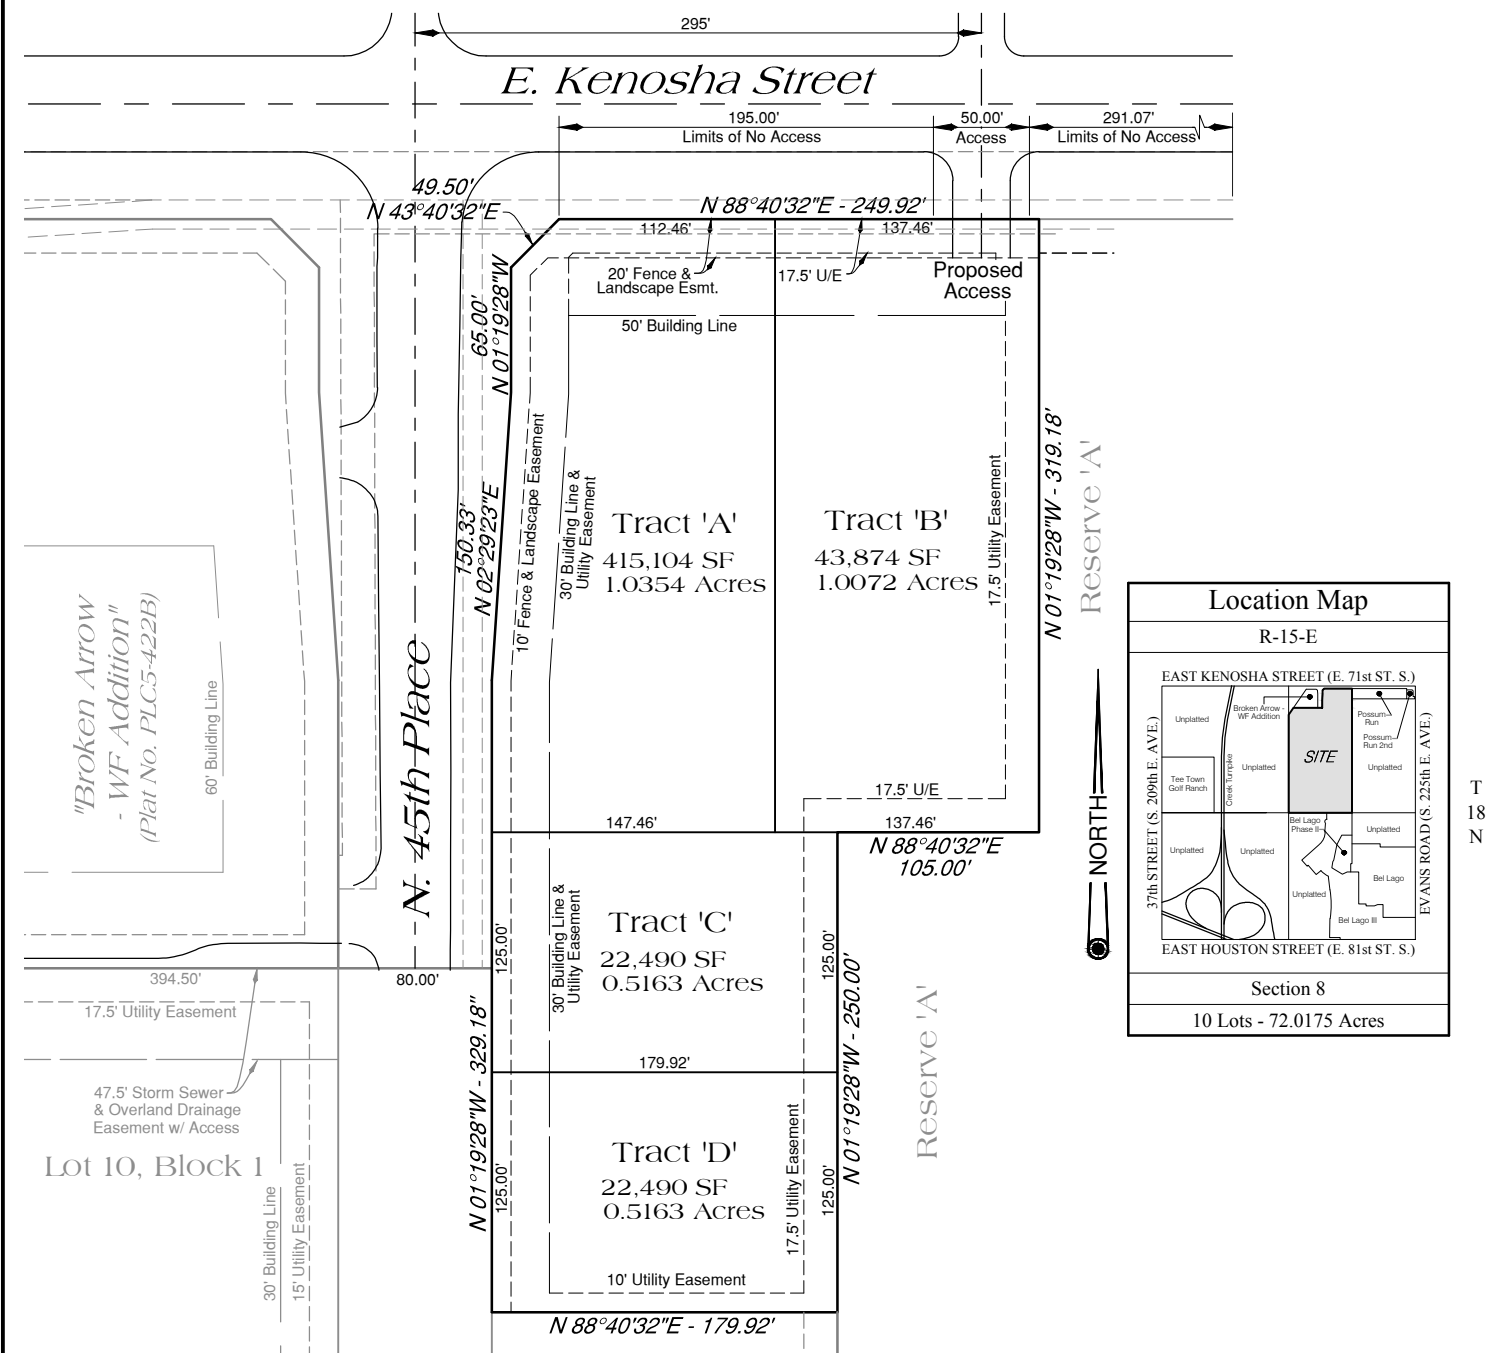 295'
E. Kenosha Street
195.00'
Limits of No Access
50.00'
Access
291.07'
Limits of No Access
49.50'
N 43°40'32"E
N 88°40'32"E - 249.92'
112.46'
137.46'
20' Fence &
Landscape Esmt.
17.5' U/E
Proposed
Access
50' Building Line
65.00'
N 01°19'28"W
150.33'
N 02°29'23"E
10' Fence & Landscape Easement
30' Building Line &
Utility Easement
Tract 'A'
415,104 SF
1.0354 Acres
Tract 'B'
43,874 SF
1.0072 Acres
17.5' Utility Easement
N 01°19'28"W - 319.18'
Reserve 'A'
"Broken Arrow
- WF Addition"
(Plat No. PLC5-422B)
60' Building Line
N. 45th Place
17.5' U/E
147.46'
137.46'
N 88°40'32"E
105.00'
NORTH
Tract 'C'
22,490 SF
0.5163 Acres
30' Building Line &
Utility Easement
125.00'
125.00'
N 01°19'28"W - 329.18"
N 01°19'28"W - 250.00'
Reserve 'A'
179.92'
Tract 'D'
22,490 SF
0.5163 Acres
125.00'
125.00'
17.5' Utility Easement
10' Utility Easement
N 88°40'32"E - 179.92'
394.50'
80.00'
17.5' Utility Easement
47.5' Storm Sewer
& Overland Drainage
Easement w/ Access
Lot 10, Block 1
30' Building Line
15' Utility Easement
Location Map
R-15-E
EAST KENOSHA STREET (E. 71st ST. S.)
37th STREET (S. 209th E. AVE.)
EVANS ROAD (S. 225th E. AVE.)
Unplatted
Broken Arrow -
WF Addition
Possum
Run
Possum
Run 2nd
SITE
Tee Town
Golf Ranch
Creek Turnpike
Unplatted
Unplatted
Bel Lago
Phase II
Unplatted
Unplatted
Unplatted
Bel Lago
Unplatted
Bel Lago III
EAST HOUSTON STREET (E. 81st ST. S.)
Section 8
10 Lots - 72.0175 Acres
T
18
N